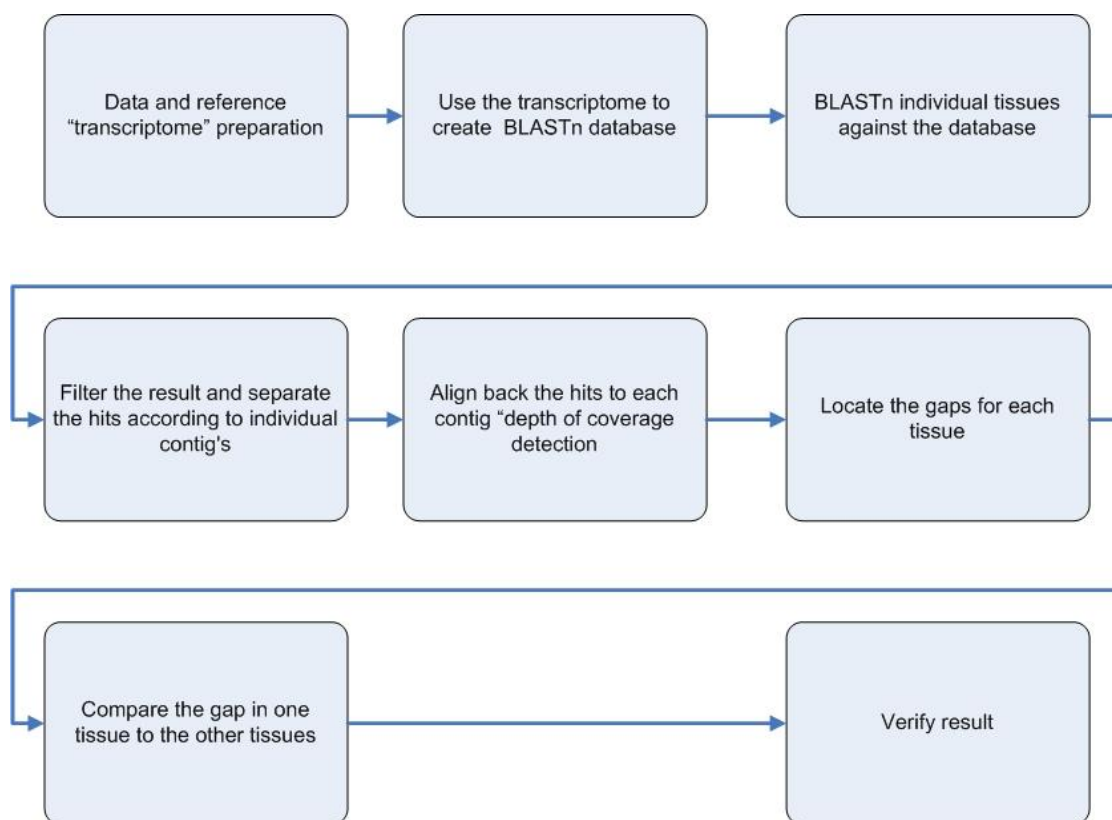 Data and reference
“transcriptome” preparation
Use the transcriptome to
create BLASTn database
BLASTn individual tissues
against the database
Filter the result and separate
the hits according to individual
contig's
Align back the hits to each
contig “depth of coverage
detection
Locate the gaps for each
tissue
Compare the gap in one
tissue to the other tissues
Verify result